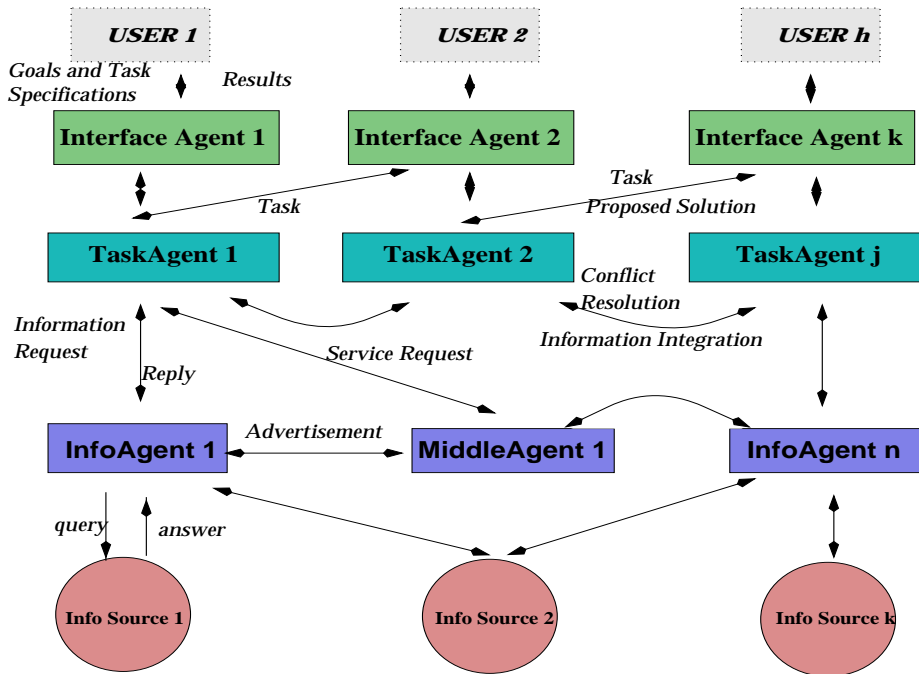 USER 1
USER 2
USER h
Goals and Task
Specifications
Results
Interface Agent 1
Interface Agent 2
Interface Agent k
Task
Task
Proposed Solution
TaskAgent 1
TaskAgent 2
TaskAgent j
Conflict
Resolution
Information
Request
Service Request
Information Integration
Reply
Advertisement
InfoAgent 1
MiddleAgent 1
InfoAgent n
query
answer
Info Source 1
Info Source 2
Info Source k